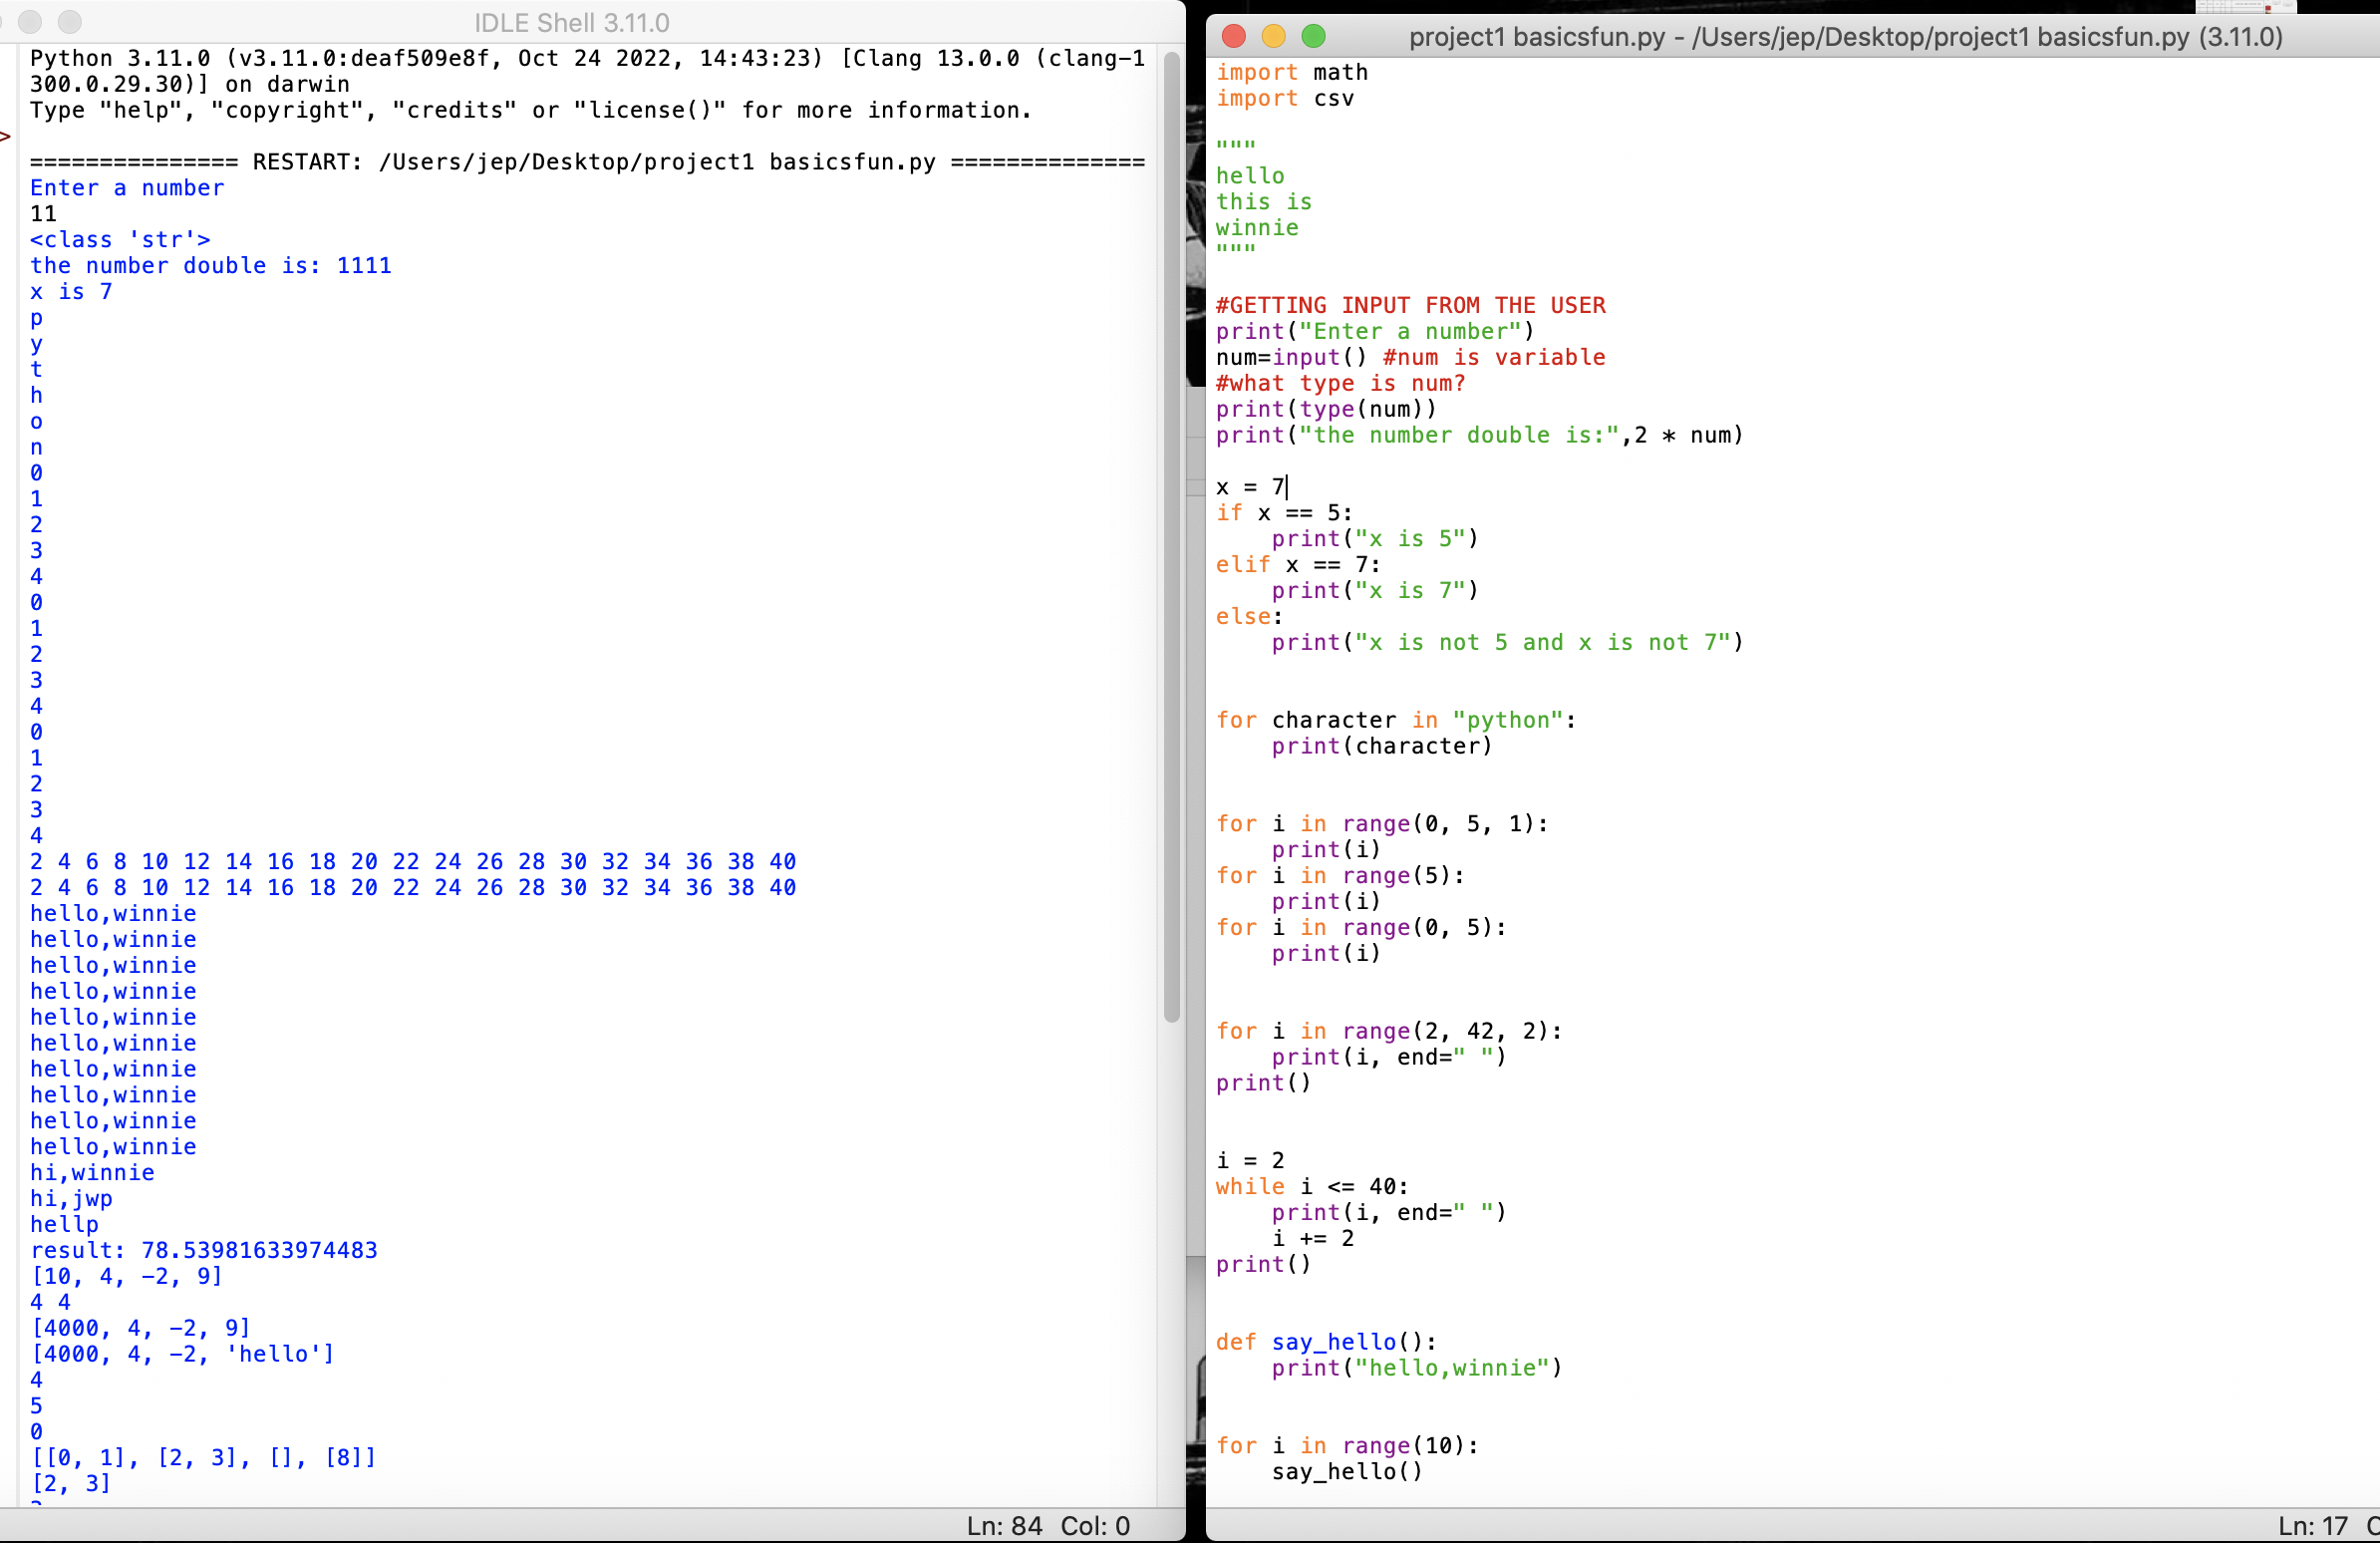 IDLE Shell 3.11.0
Python 3.11.0 (v3.11.0:deaf509e8f, Oct 24 2022, 14:43:23) [Clang 13.0.0 (clang-1
300.0.29.30)] on darwin
Type "help", "copyright", "credits" or "license()" for more information.
>
=============== RESTART: /Users/jep/Desktop/project1 basicsfun.py ==============
Enter a number
11
<class 'str'>
the number double is: 1111
x is 7
p
y
t
h
o
n
0
1
2
3
4
0
1
2
3
4
0
1
2
3
4
2 4 6 8 10 12 14 16 18 20 22 24 26 28 30 32 34 36 38 40
2 4 6 8 10 12 14 16 18 20 22 24 26 28 30 32 34 36 38 40
hello,winnie
hello,winnie
hello,winnie
hello,winnie
hello,winnie
hello,winnie
hello,winnie
hello,winnie
hello,winnie
hello,winnie
hi,winnie
hi,jwp
hellp
result: 78.53981633974483
[10, 4, -2, 9]
4 4
[4000, 4, -2, 9]
[4000, 4, -2, 'hello']
4
5
0
[[0, 1], [2, 3], [], [8]]
[2, 3]
Ln: 84 Col: 0
project1 basicsfun.py - /Users/jep/Desktop/project1 basicsfun.py (3.11.0)
import math
import csv
"""
hello
this is
winnie
"""
#GETTING INPUT FROM THE USER
print("Enter a number")
num=input() #num is variable
#what type is num?
print(type(num))
print("the number double is:",2 * num)
x = 7
if x == 5:
    print("x is 5")
elif x == 7:
    print("x is 7")
else:
    print("x is not 5 and x is not 7")
for character in "python":
    print(character)
for i in range(0, 5, 1):
    print(i)
for i in range(5):
    print(i)
for i in range(0, 5):
    print(i)
for i in range(2, 42, 2):
    print(i, end=" ")
print()
i = 2
while i <= 40:
    print(i, end=" ")
    i += 2
print()
def say_hello():
    print("hello,winnie")
for i in range(10):
    say_hello()
Ln: 17